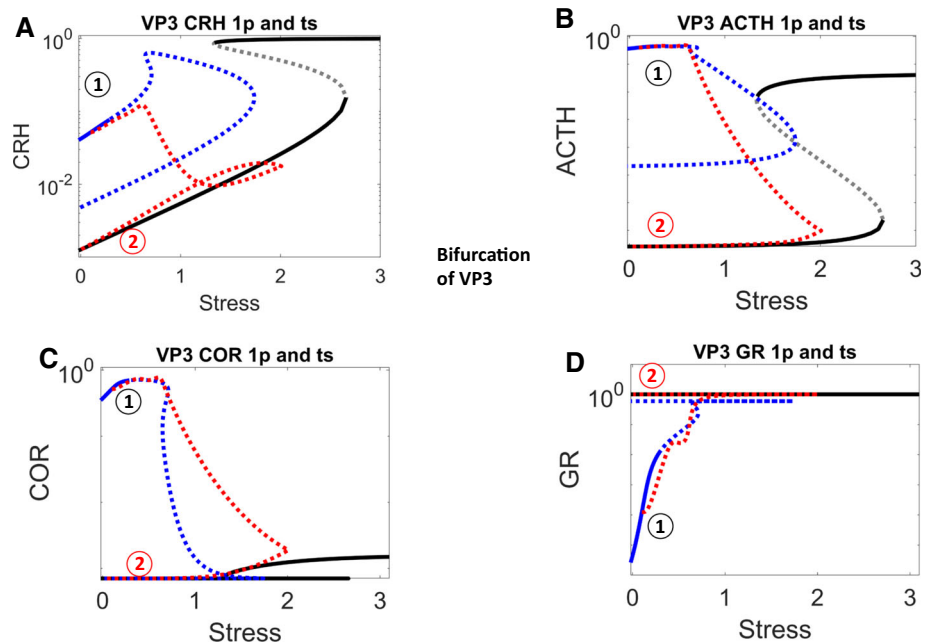 A
VP3 CRH 1p and ts
10^0
1
CRH
10^-2
2
0
1
2
3
Stress
B
VP3 ACTH 1p and ts
10^0
1
ACTH
2
0
1
2
3
Stress
Bifurcation
of VP3
C
VP3 COR 1p and ts
10^0
1
COR
2
0
1
2
3
Stress
D
VP3 GR 1p and ts
2
10^0
GR
1
0
1
2
3
Stress